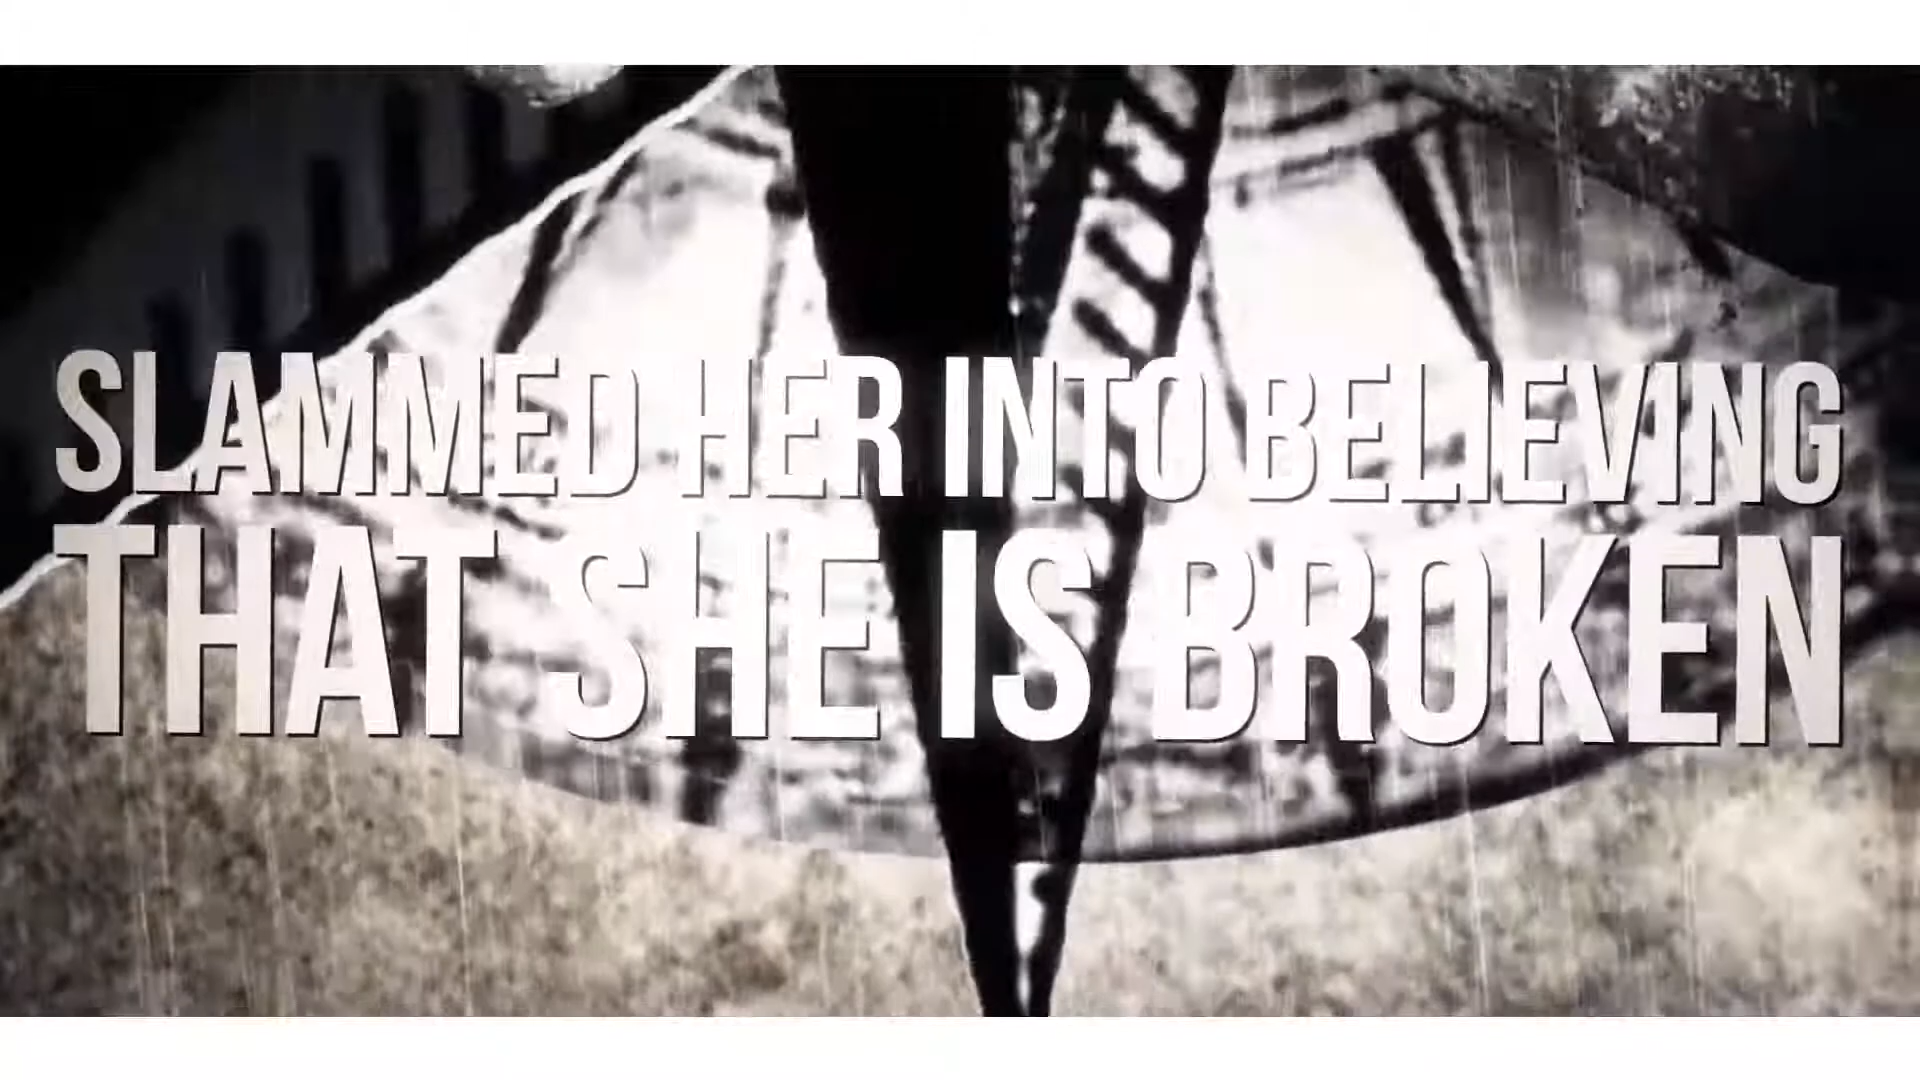 SLAMMED HER INTO BELIEVING
THAT SHE IS BROKEN